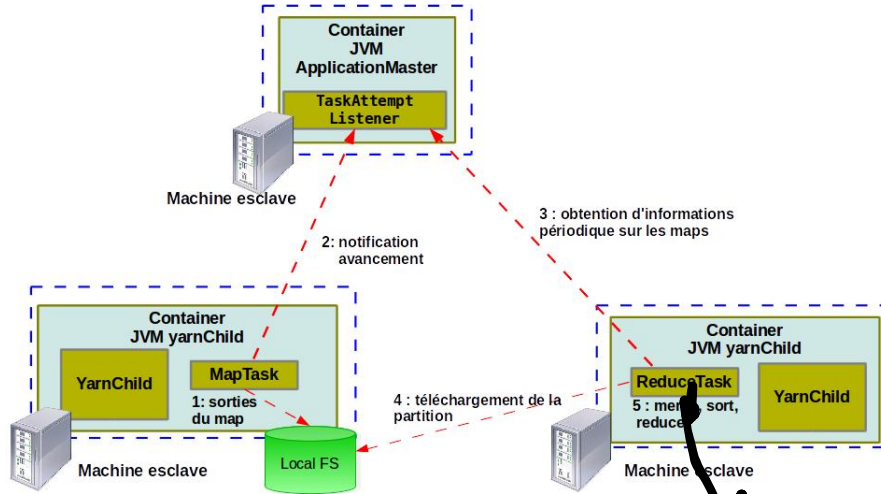 Container
JVM
ApplicationMaster
TaskAttempt
Listener
Machine esclave
2: notification
avancement
3 : obtention d'informations
périodique sur les maps
Container
JVM yarnChild
YarnChild
MapTask
1: sorties
du map
Machine esclave
Local FS
4 : téléchargement de la
partition
Container
JVM yarnChild
ReduceTask
YarnChild
5 : sort,
reduce
Machine esclave